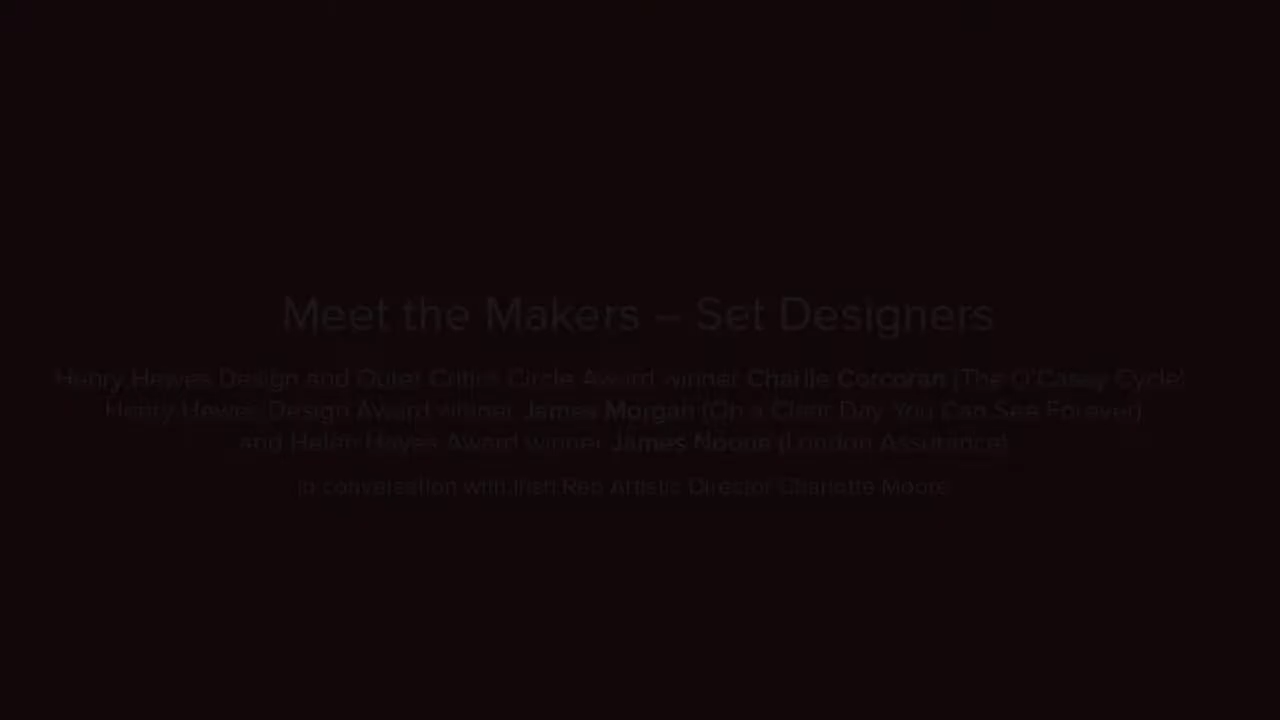 Meet the Makers – Set Designers
Henry Hewes Design and Outer Critics Circle Award winner Charlie Corcoran (The O'Casey Cycle)
Henry Hewes Design Award winner James Morgan (On a Clear Day You Can See Forever)
and Helen Hayes Award winner James Noone (London Assurance)
in conversation with Irish Rep Artistic Director Charlotte Moore